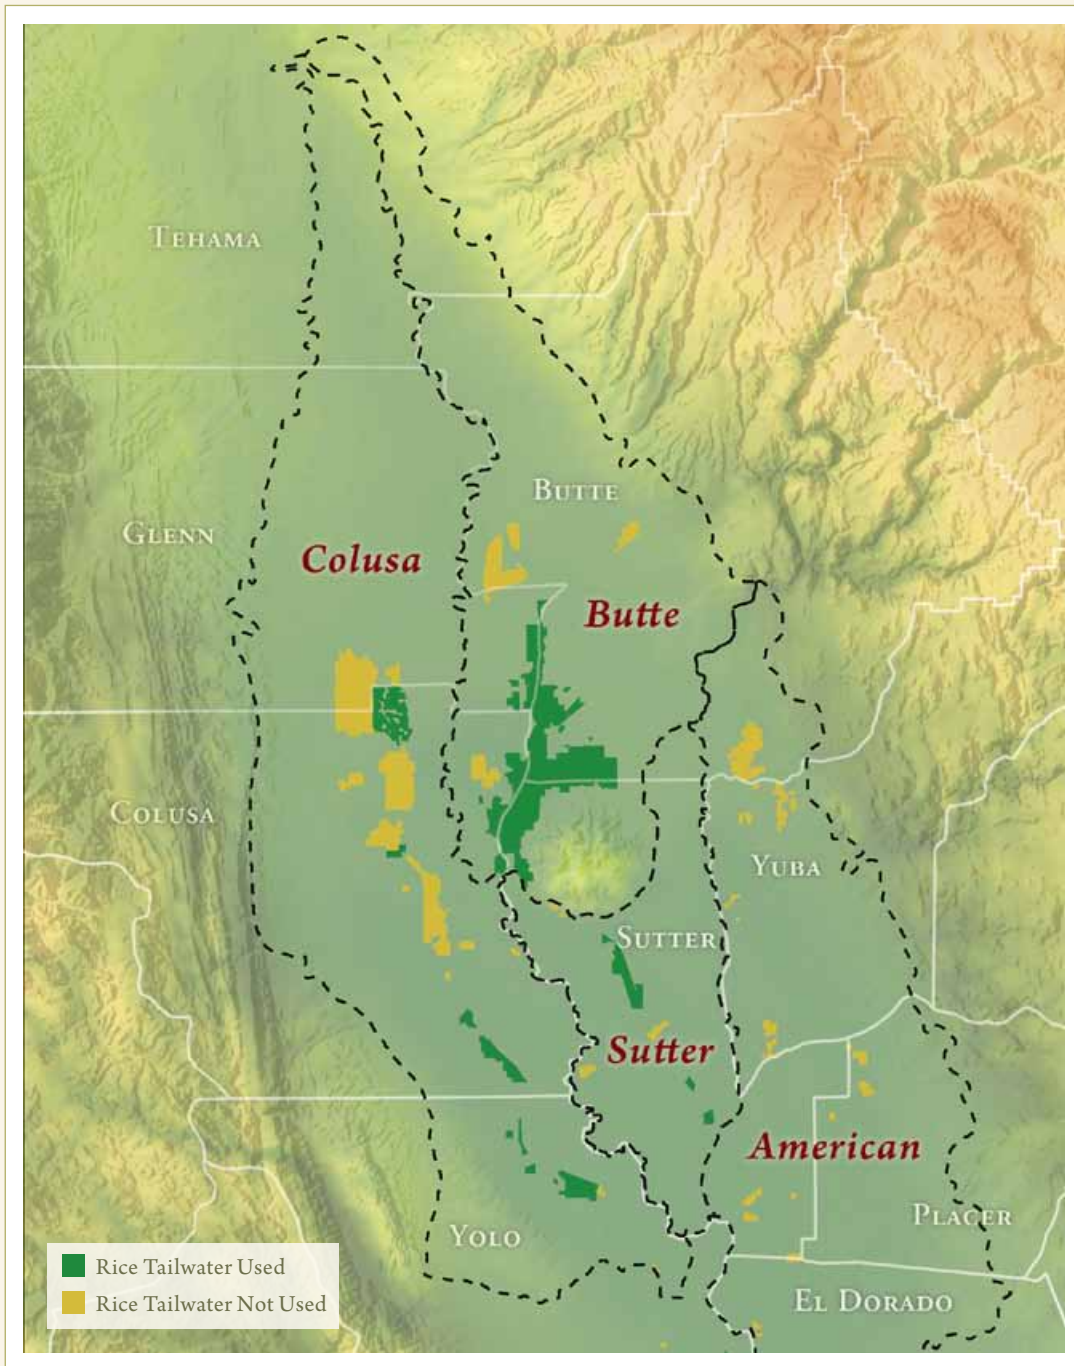 TEHAMA
BUTTE
GLENN
Colusa
Butte
COLUSA
YUBA
SUTTER
Sutter
American
PLACER
YOLO
EL DORADO
Rice Tailwater Used
Rice Tailwater Not Used